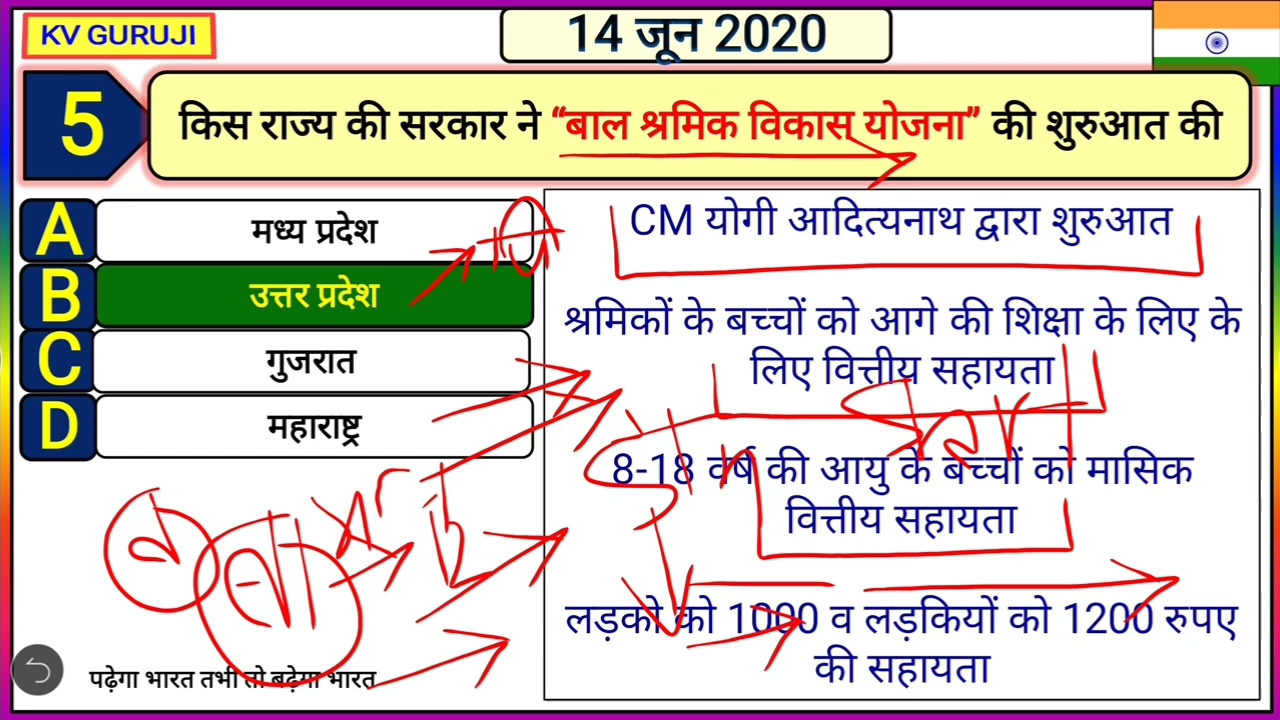 KV GURUJI
14 जून 2020
5
किस राज्य की सरकार ने “बाल श्रमिक विकास योजना” की शुरुआत की
A
मध्य प्रदेश
B
उत्तर प्रदेश
C
गुजरात
D
महाराष्ट्र
CM योगी आदित्यनाथ द्वारा शुरुआत
श्रमिकों के बच्चों को आगे की शिक्षा के लिए के
लिए वित्तीय सहायता
8-18 वर्ष की आयु के बच्चों को मासिक
वित्तीय सहायता
लड़को को 1000 व लड़कियों को 1200 रुपए
की सहायता
पढ़ेगा भारत तभी तो बढ़ेगा भारत